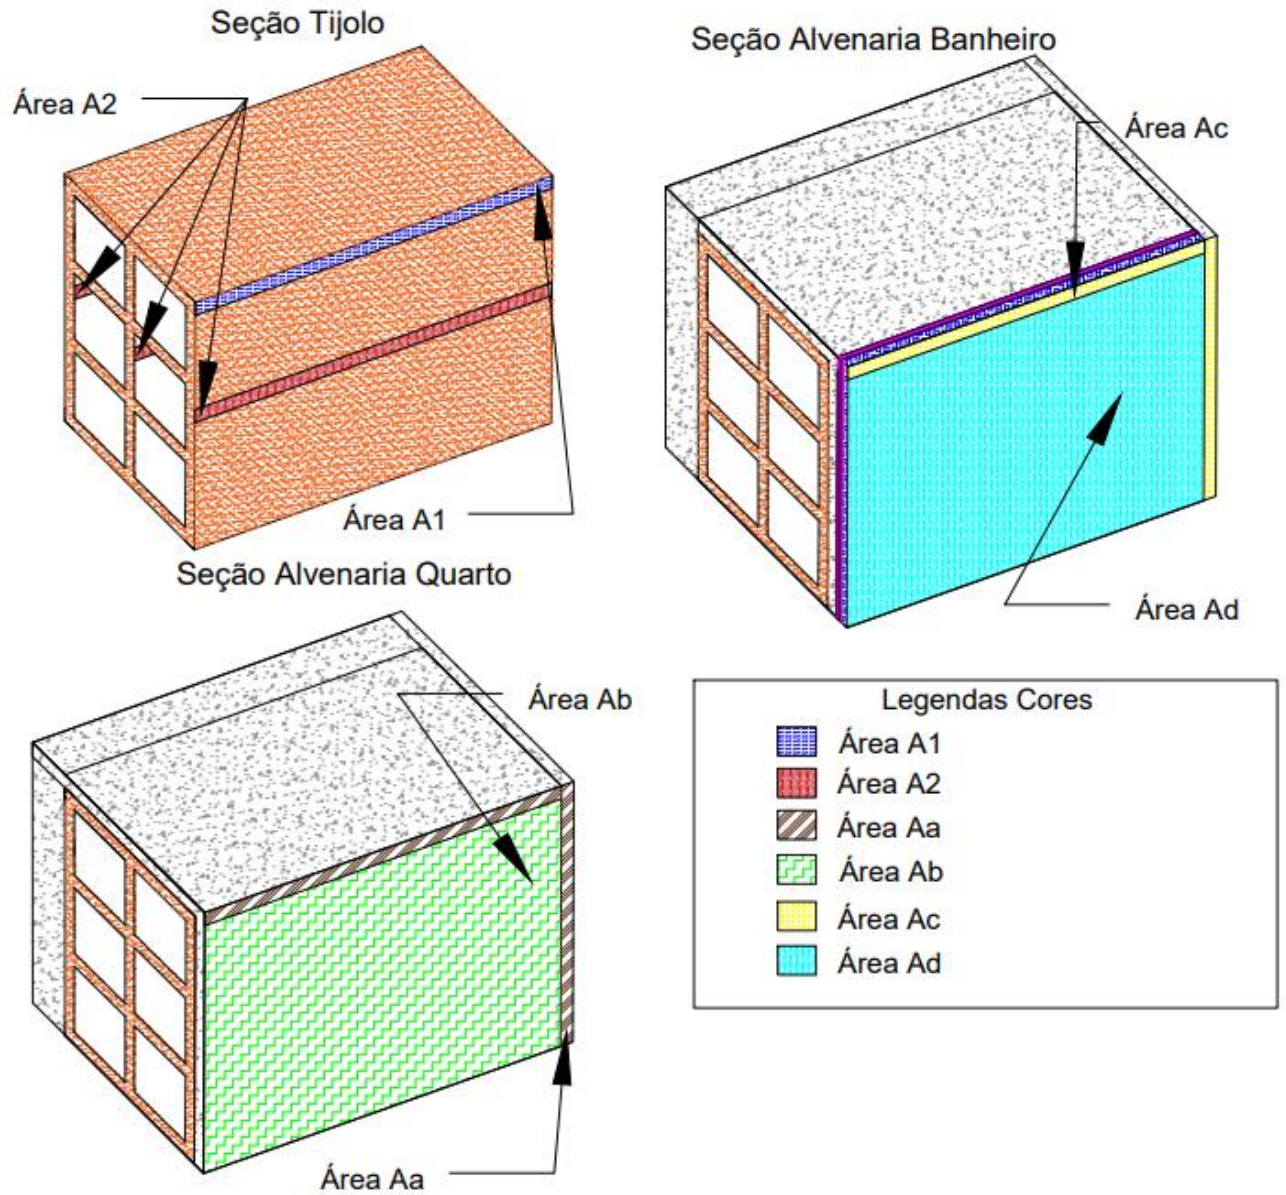 Seção Tijolo
Área A2
Área A1
Seção Alvenaria Banheiro
Área Ac
Área Ad
Seção Alvenaria Quarto
Área Ab
Área Aa
Legendas Cores
Área A1
Área A2
Área Aa
Área Ab
Área Ac
Área Ad